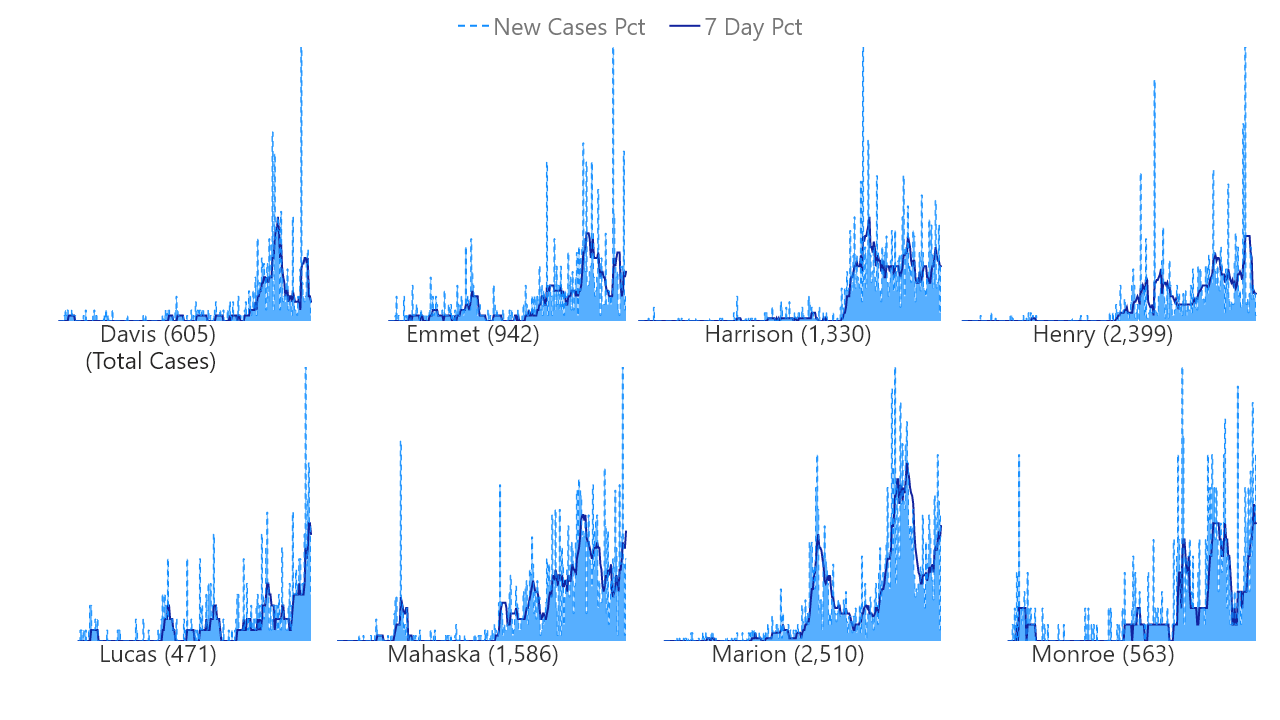 New Cases Pct 7 Day Pct
Davis (605)
(Total Cases)
Emmet (942)
Harrison (1,330)
Henry (2,399)
Lucas (471)
Mahaska (1,586)
Marion (2,510)
Monroe (563)